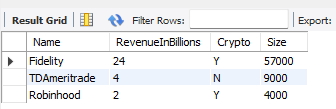 Result Grid Filter Rows: Export:
Name RevenueInBillions Crypto Size
Fidelity 24 Y 57000
TDAmeritrade 4 N 9000
Robinhood 2 Y 4000